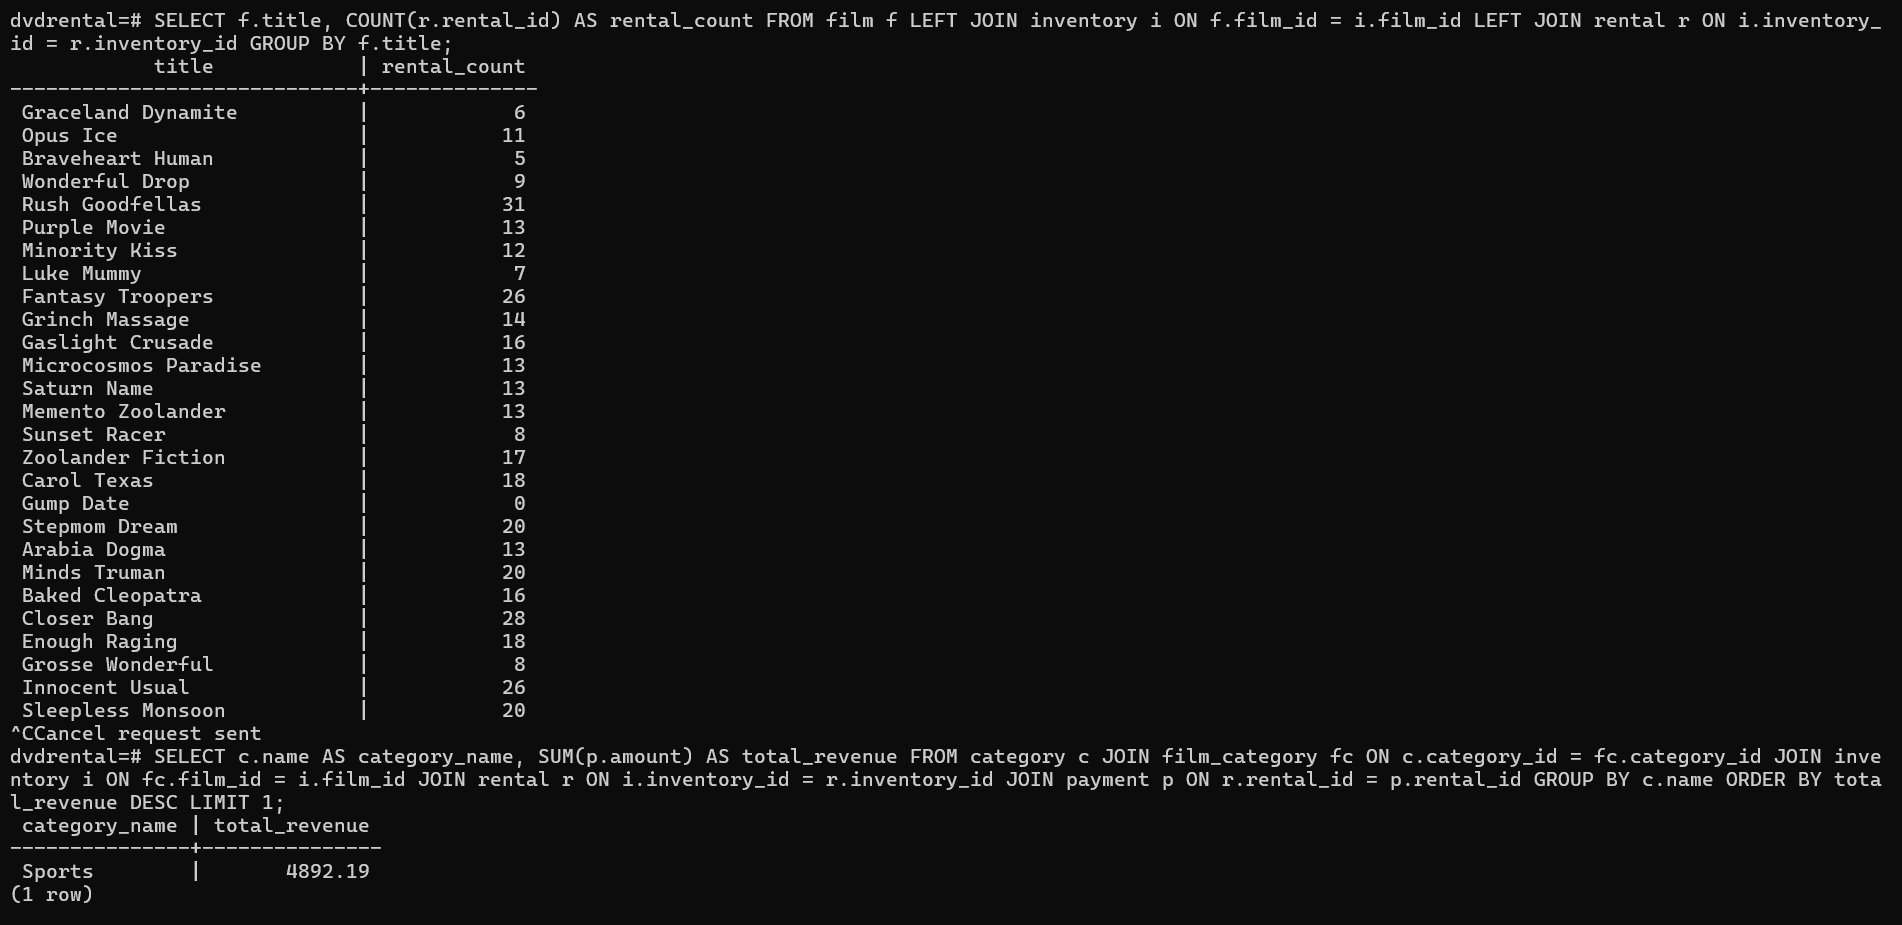 dvdrental=# SELECT f.title, COUNT(r.rental_id) AS rental_count FROM film f LEFT JOIN inventory i ON f.film_id = i.film_id LEFT JOIN rental r ON i.inventory_
id = r.inventory_id GROUP BY f.title;
            title            | rental_count
-----------------------------+--------------
 Graceland Dynamite          |            6
 Opus Ice                    |           11
 Braveheart Human            |            5
 Wonderful Drop              |            9
 Rush Goodfellas             |           31
 Purple Movie                |           13
 Minority Kiss               |           12
 Luke Mummy                  |            7
 Fantasy Troopers            |           26
 Grinch Massage              |           14
 Gaslight Crusade            |           16
 Microcosmos Paradise        |           13
 Saturn Name                 |           13
 Memento Zoolander           |           13
 Sunset Racer                |            8
 Zoolander Fiction           |           17
 Carol Texas                 |           18
 Gump Date                   |            0
 Stepmom Dream               |           20
 Arabia Dogma                |           13
 Minds Truman                |           20
 Baked Cleopatra             |           16
 Closer Bang                 |           28
 Enough Raging               |           18
 Grosse Wonderful            |            8
 Innocent Usual              |           26
 Sleepless Monsoon           |           20
^CCancel request sent
dvdrental=# SELECT c.name AS category_name, SUM(p.amount) AS total_revenue FROM category c JOIN film_category fc ON c.category_id = fc.category_id JOIN inve
ntory i ON fc.film_id = i.film_id JOIN rental r ON i.inventory_id = r.inventory_id JOIN payment p ON r.rental_id = p.rental_id GROUP BY c.name ORDER BY tota
l_revenue DESC LIMIT 1;
 category_name | total_revenue
---------------+---------------
 Sports        |       4892.19
(1 row)